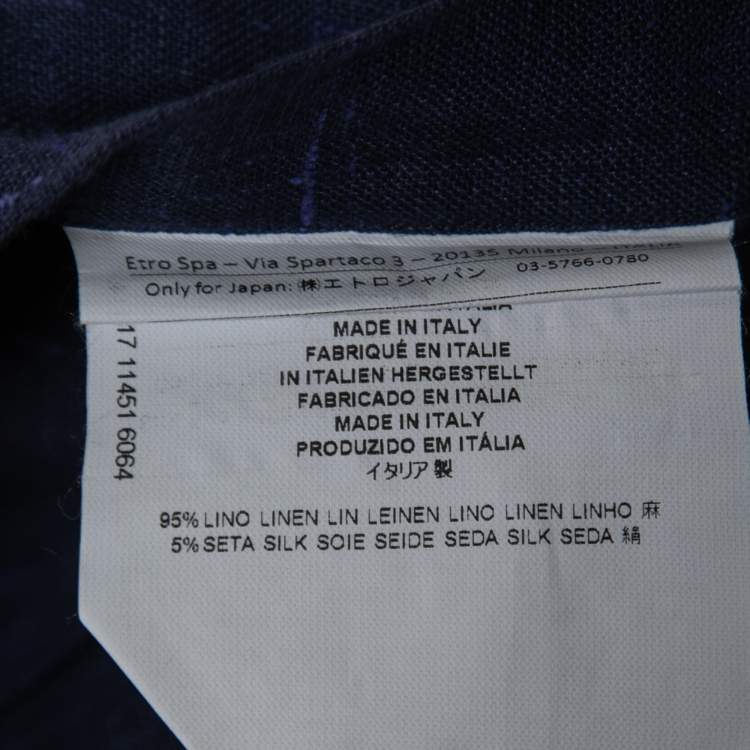 Etro Spa – Via Spartaco 3 – 20135 Milano – ITALIA
Only for Japan: ㈱エトロジャパン 03-5766-0780
MADE IN ITALY
FABRIQUÉ EN ITALIE
IN ITALIEN HERGESTELLT
FABRICADO EN ITALIA
MADE IN ITALY
PRODUZIDO EM ITÁLIA
イタリア製
95% LINO LINEN LIN LEINEN LINO LINEN LINHO 麻
5% SETA SILK SOIE SEIDE SEDA SILK SEDA 絹
17 11451 6064